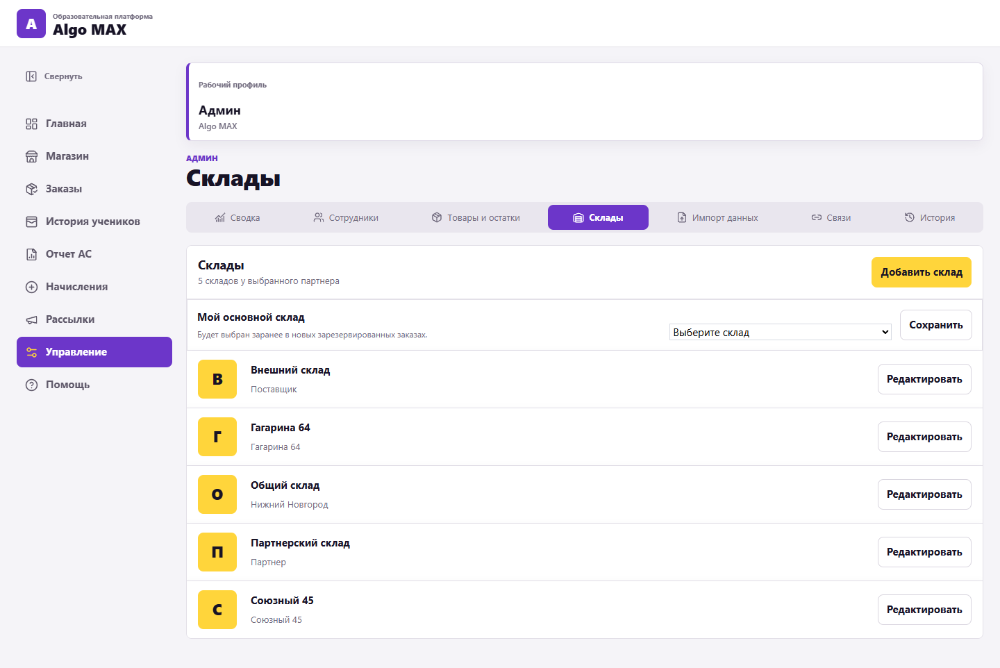 A
Образовательная платформа
Algo MAX
Свернуть
Главная
Магазин
Заказы
История учеников
Отчет АС
Начисления
Рассылки
Управление
Помощь
Рабочий профиль
Админ
Algo MAX
АДМИН
Склады
Сводка
Сотрудники
Товары и остатки
Склады
Импорт данных
Связи
История
Склады
5 складов у выбранного партнера
Добавить склад
Мой основной склад
Будет выбран заранее в новых зарезервированных заказах.
Выберите склад
Сохранить
В
Внешний склад
Поставщик
Редактировать
Г
Гагарина 64
Гагарина 64
Редактировать
О
Общий склад
Нижний Новгород
Редактировать
П
Партнерский склад
Партнер
Редактировать
С
Союзный 45
Союзный 45
Редактировать